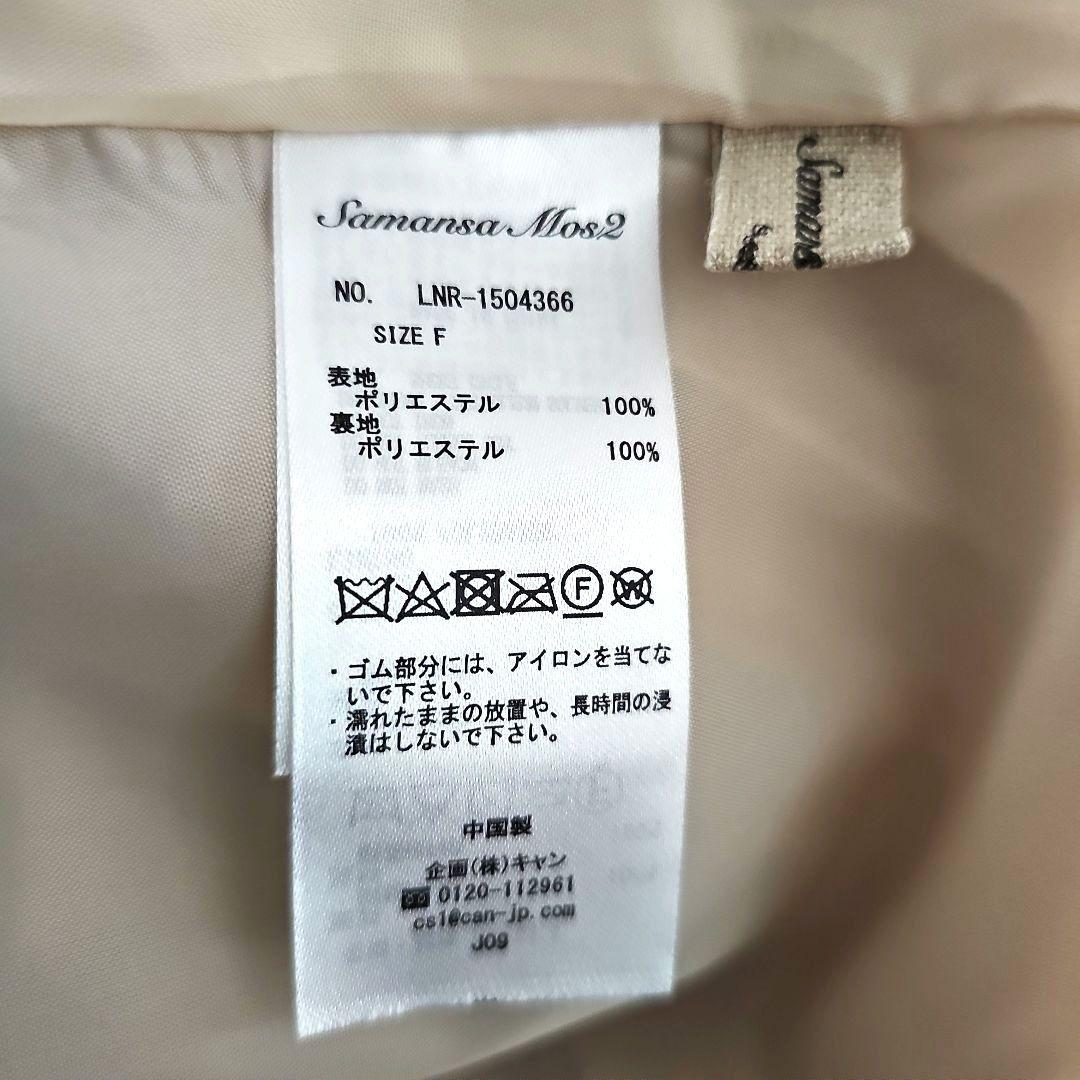 Samansa Mos2
NO. LNR-1504366
SIZE F
表地
ポリエステル 100%
裏地
ポリエステル 100%
F
W
・ゴム部分には、アイロンを当てな
いで下さい。
・濡れたままの放置や、長時間の浸
漬はしないで下さい。
中国製
企画(株)キャン
0120-112961
cs1@can-jp.com
J09
Samans